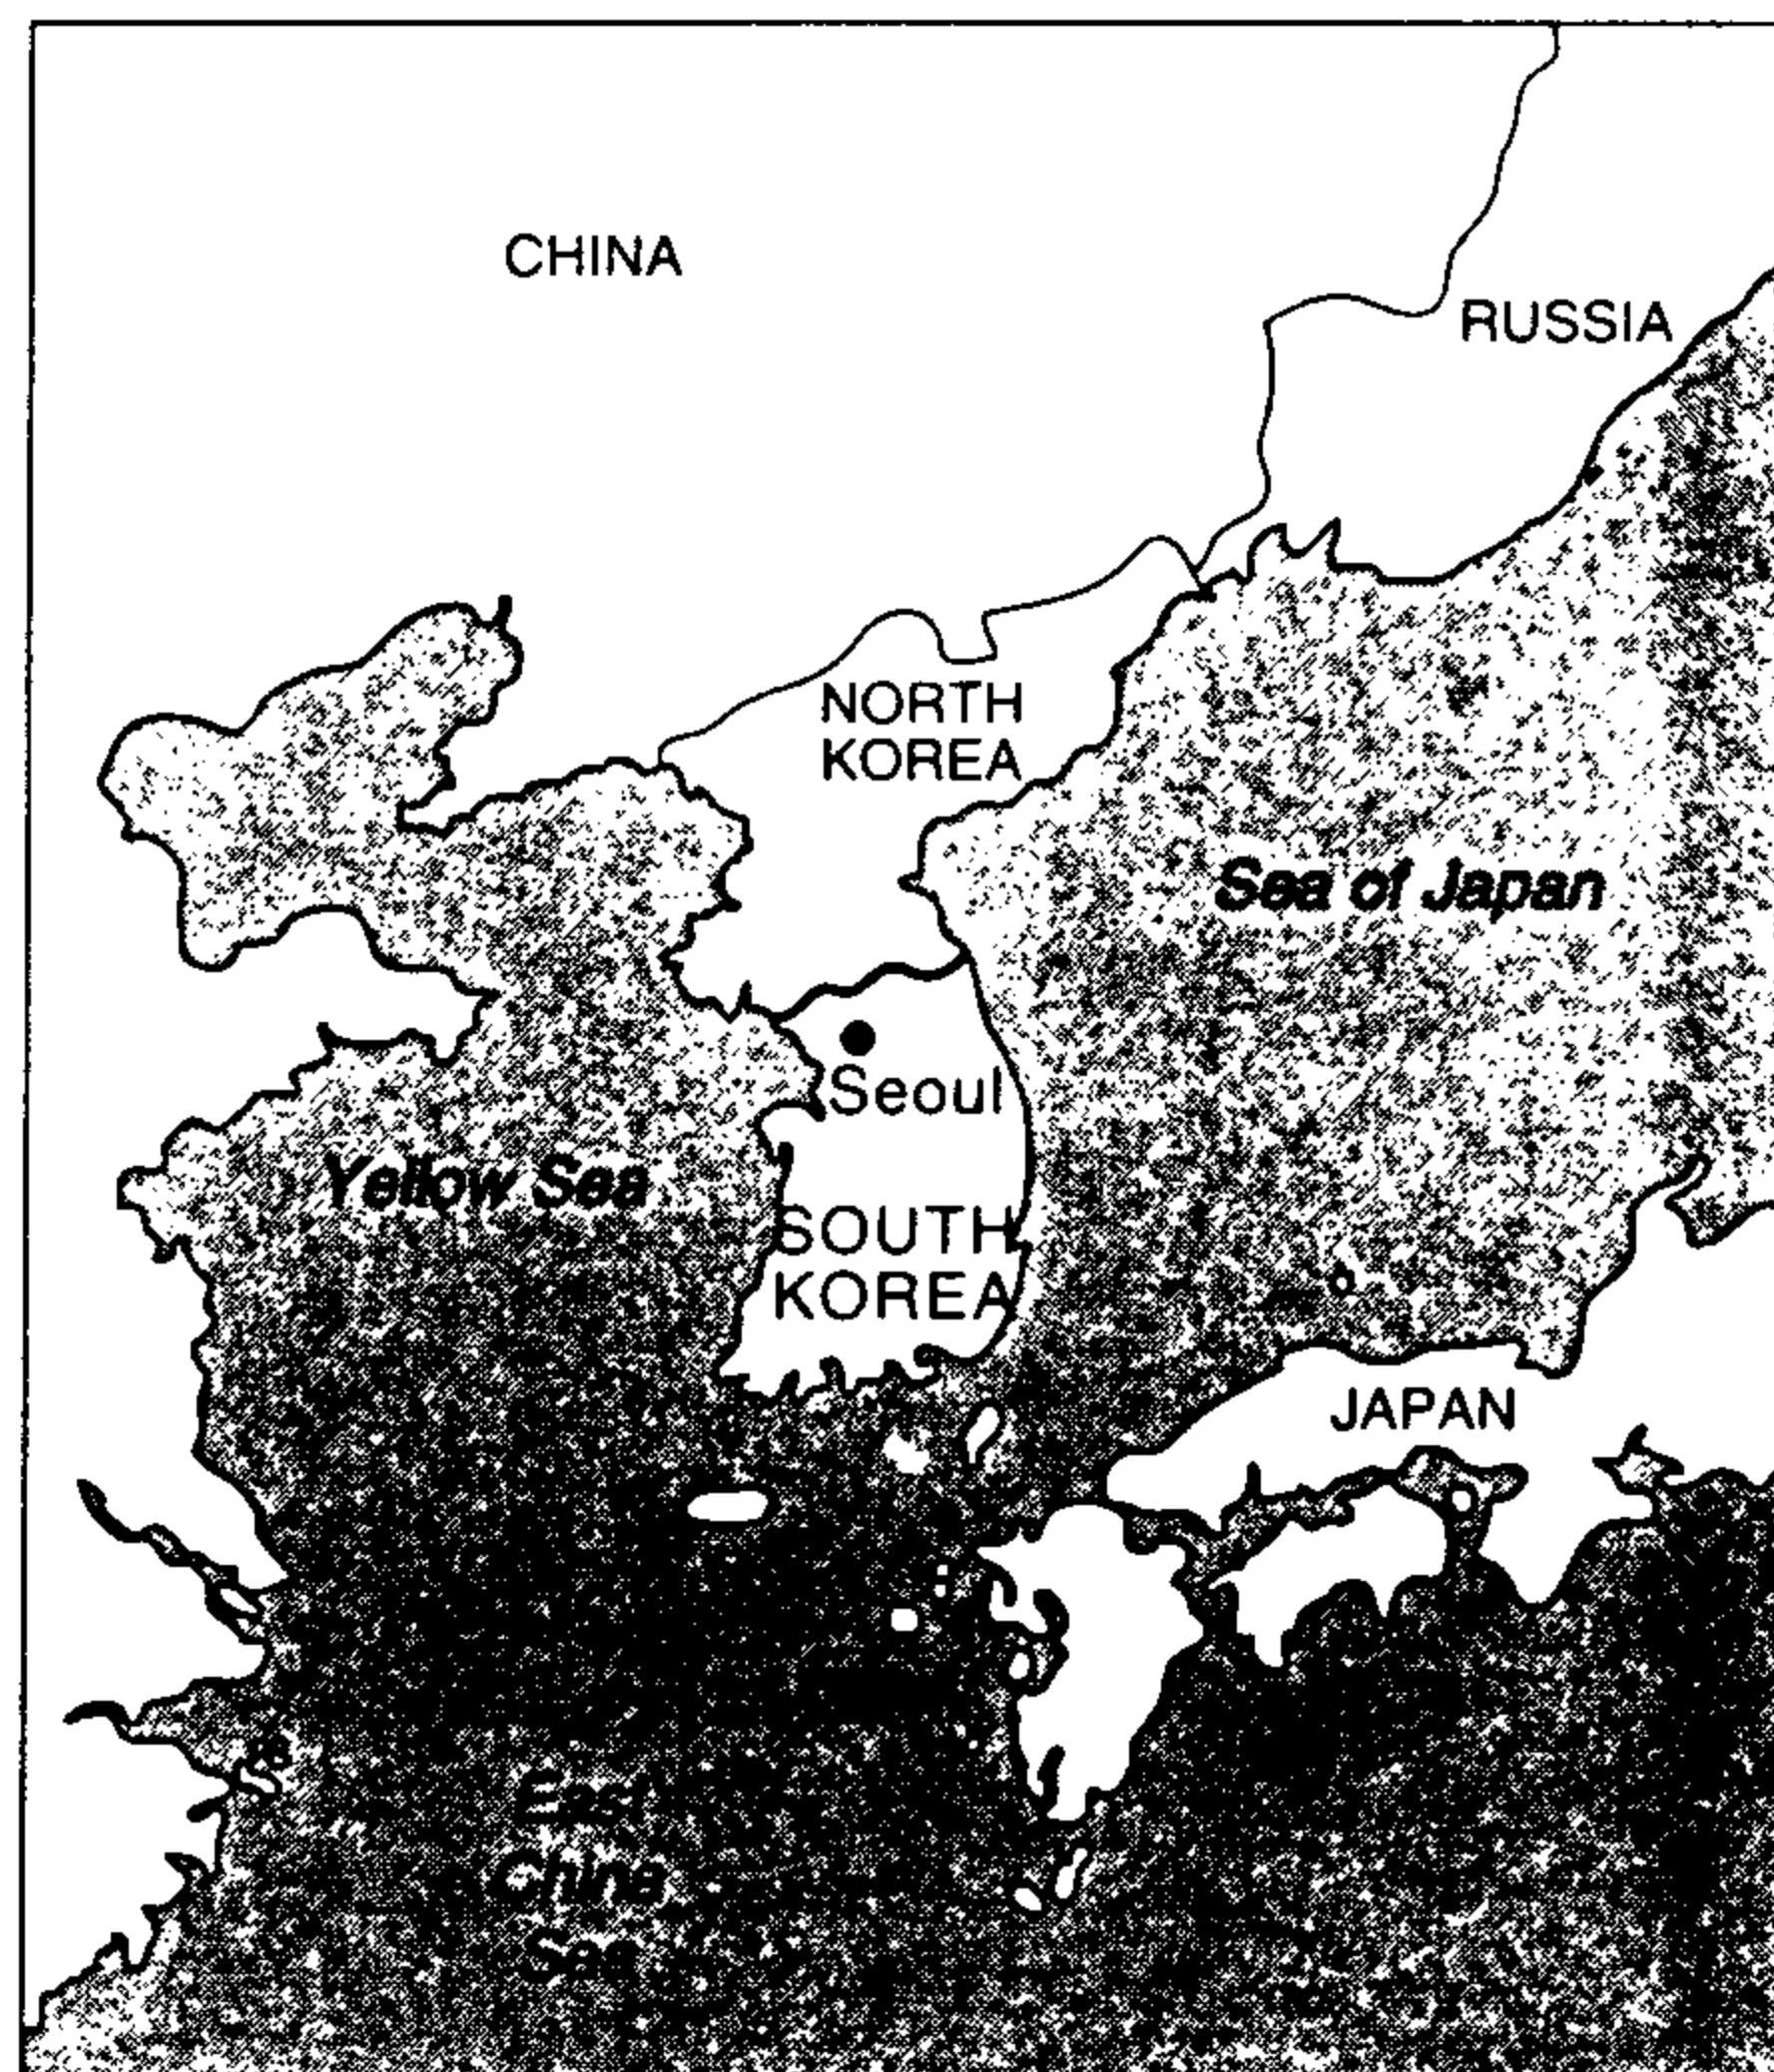 CHINA
RUSSIA
NORTH
KOREA
Sea of Japan
Seoul
Yellow Sea
SOUTH
KOREA
JAPAN
East
China
Sea